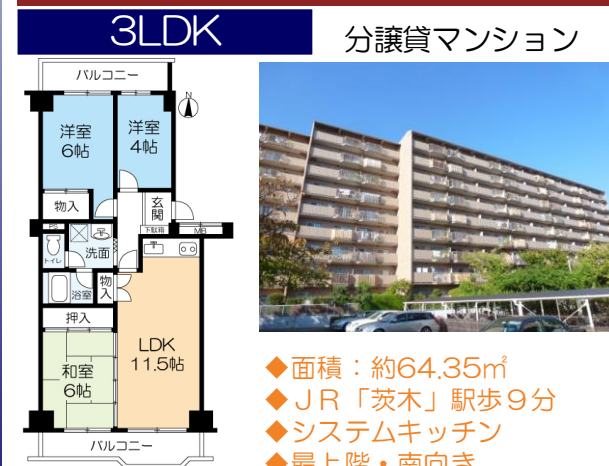 3LDK
分譲貸マンション
バルコニー
N
洋室
6帖
洋室
4帖
物入
玄関
下駄箱
MB
PS
トイレ
洗面
浴室
物入
押入
LDK
11.5帖
和室
6帖
バルコニー
◆面積：約64.35㎡
◆ＪＲ「茨木」駅歩９分
◆システムキッチン
◆最上階・南向き